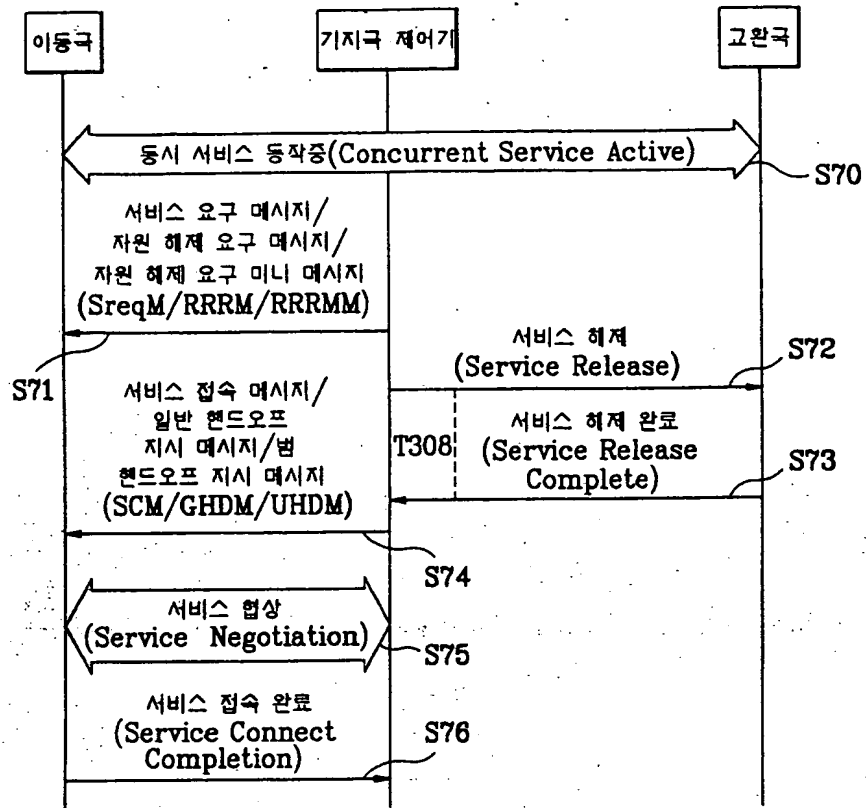 이동국
기지국 제어기
교환국
동시 서비스 동작중(Concurrent Service Active)
S70
서비스 요구 메시지/
자원 해제 요구 메시지/
자원 해제 요구 미니 메시지
(SreqM/RRRM/RRRMM)
S71
서비스 해제
(Service Release)
S72
서비스 접속 메시지/
일반 핸드오프
지시 메시지/범
핸드오프 지시 메시지
(SCM/GHDM/UHDM)
T308
서비스 해제 완료
(Service Release
Complete)
S73
S74
서비스 협상
(Service Negotiation)
S75
서비스 접속 완료
(Service Connect
Completion)
S76